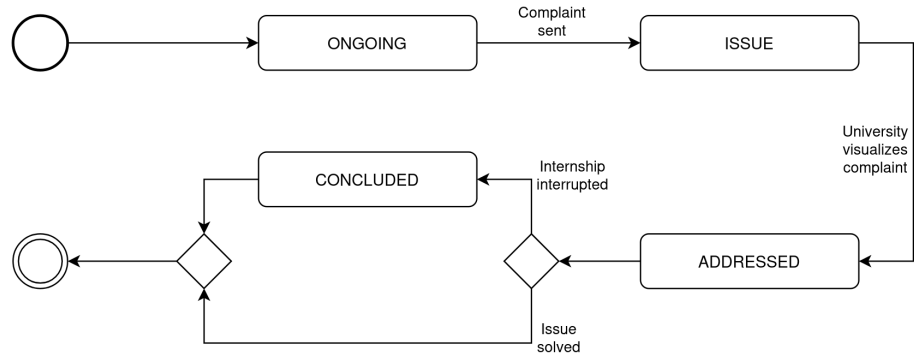 Complaint
sent
ONGOING
ISSUE
University
visualizes
complaint
CONCLUDED
Internship
interrupted
ADDRESSED
Issue
solved